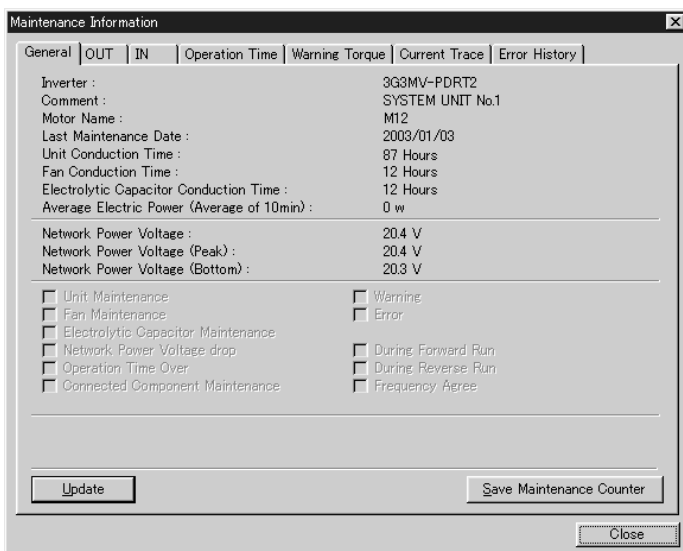 Maintenance Information
General OUT IN Operation Time Warning Torque Current Trace Error History
Inverter : 3G3MV-PDRT2
Comment : SYSTEM UNIT No.1
Motor Name : M12
Last Maintenance Date : 2003/01/03
Unit Conduction Time : 87 Hours
Fan Conduction Time : 12 Hours
Electrolytic Capacitor Conduction Time : 12 Hours
Average Electric Power (Average of 10min) : 0 w
Network Power Voltage : 20.4 V
Network Power Voltage (Peak) : 20.4 V
Network Power Voltage (Bottom) : 20.3 V
Unit Maintenance Warning
Fan Maintenance Error
Electrolytic Capacitor Maintenance
Network Power Voltage drop During Forward Run
Operation Time Over During Reverse Run
Connected Component Maintenance Frequency Agree
Update Save Maintenance Counter
Close